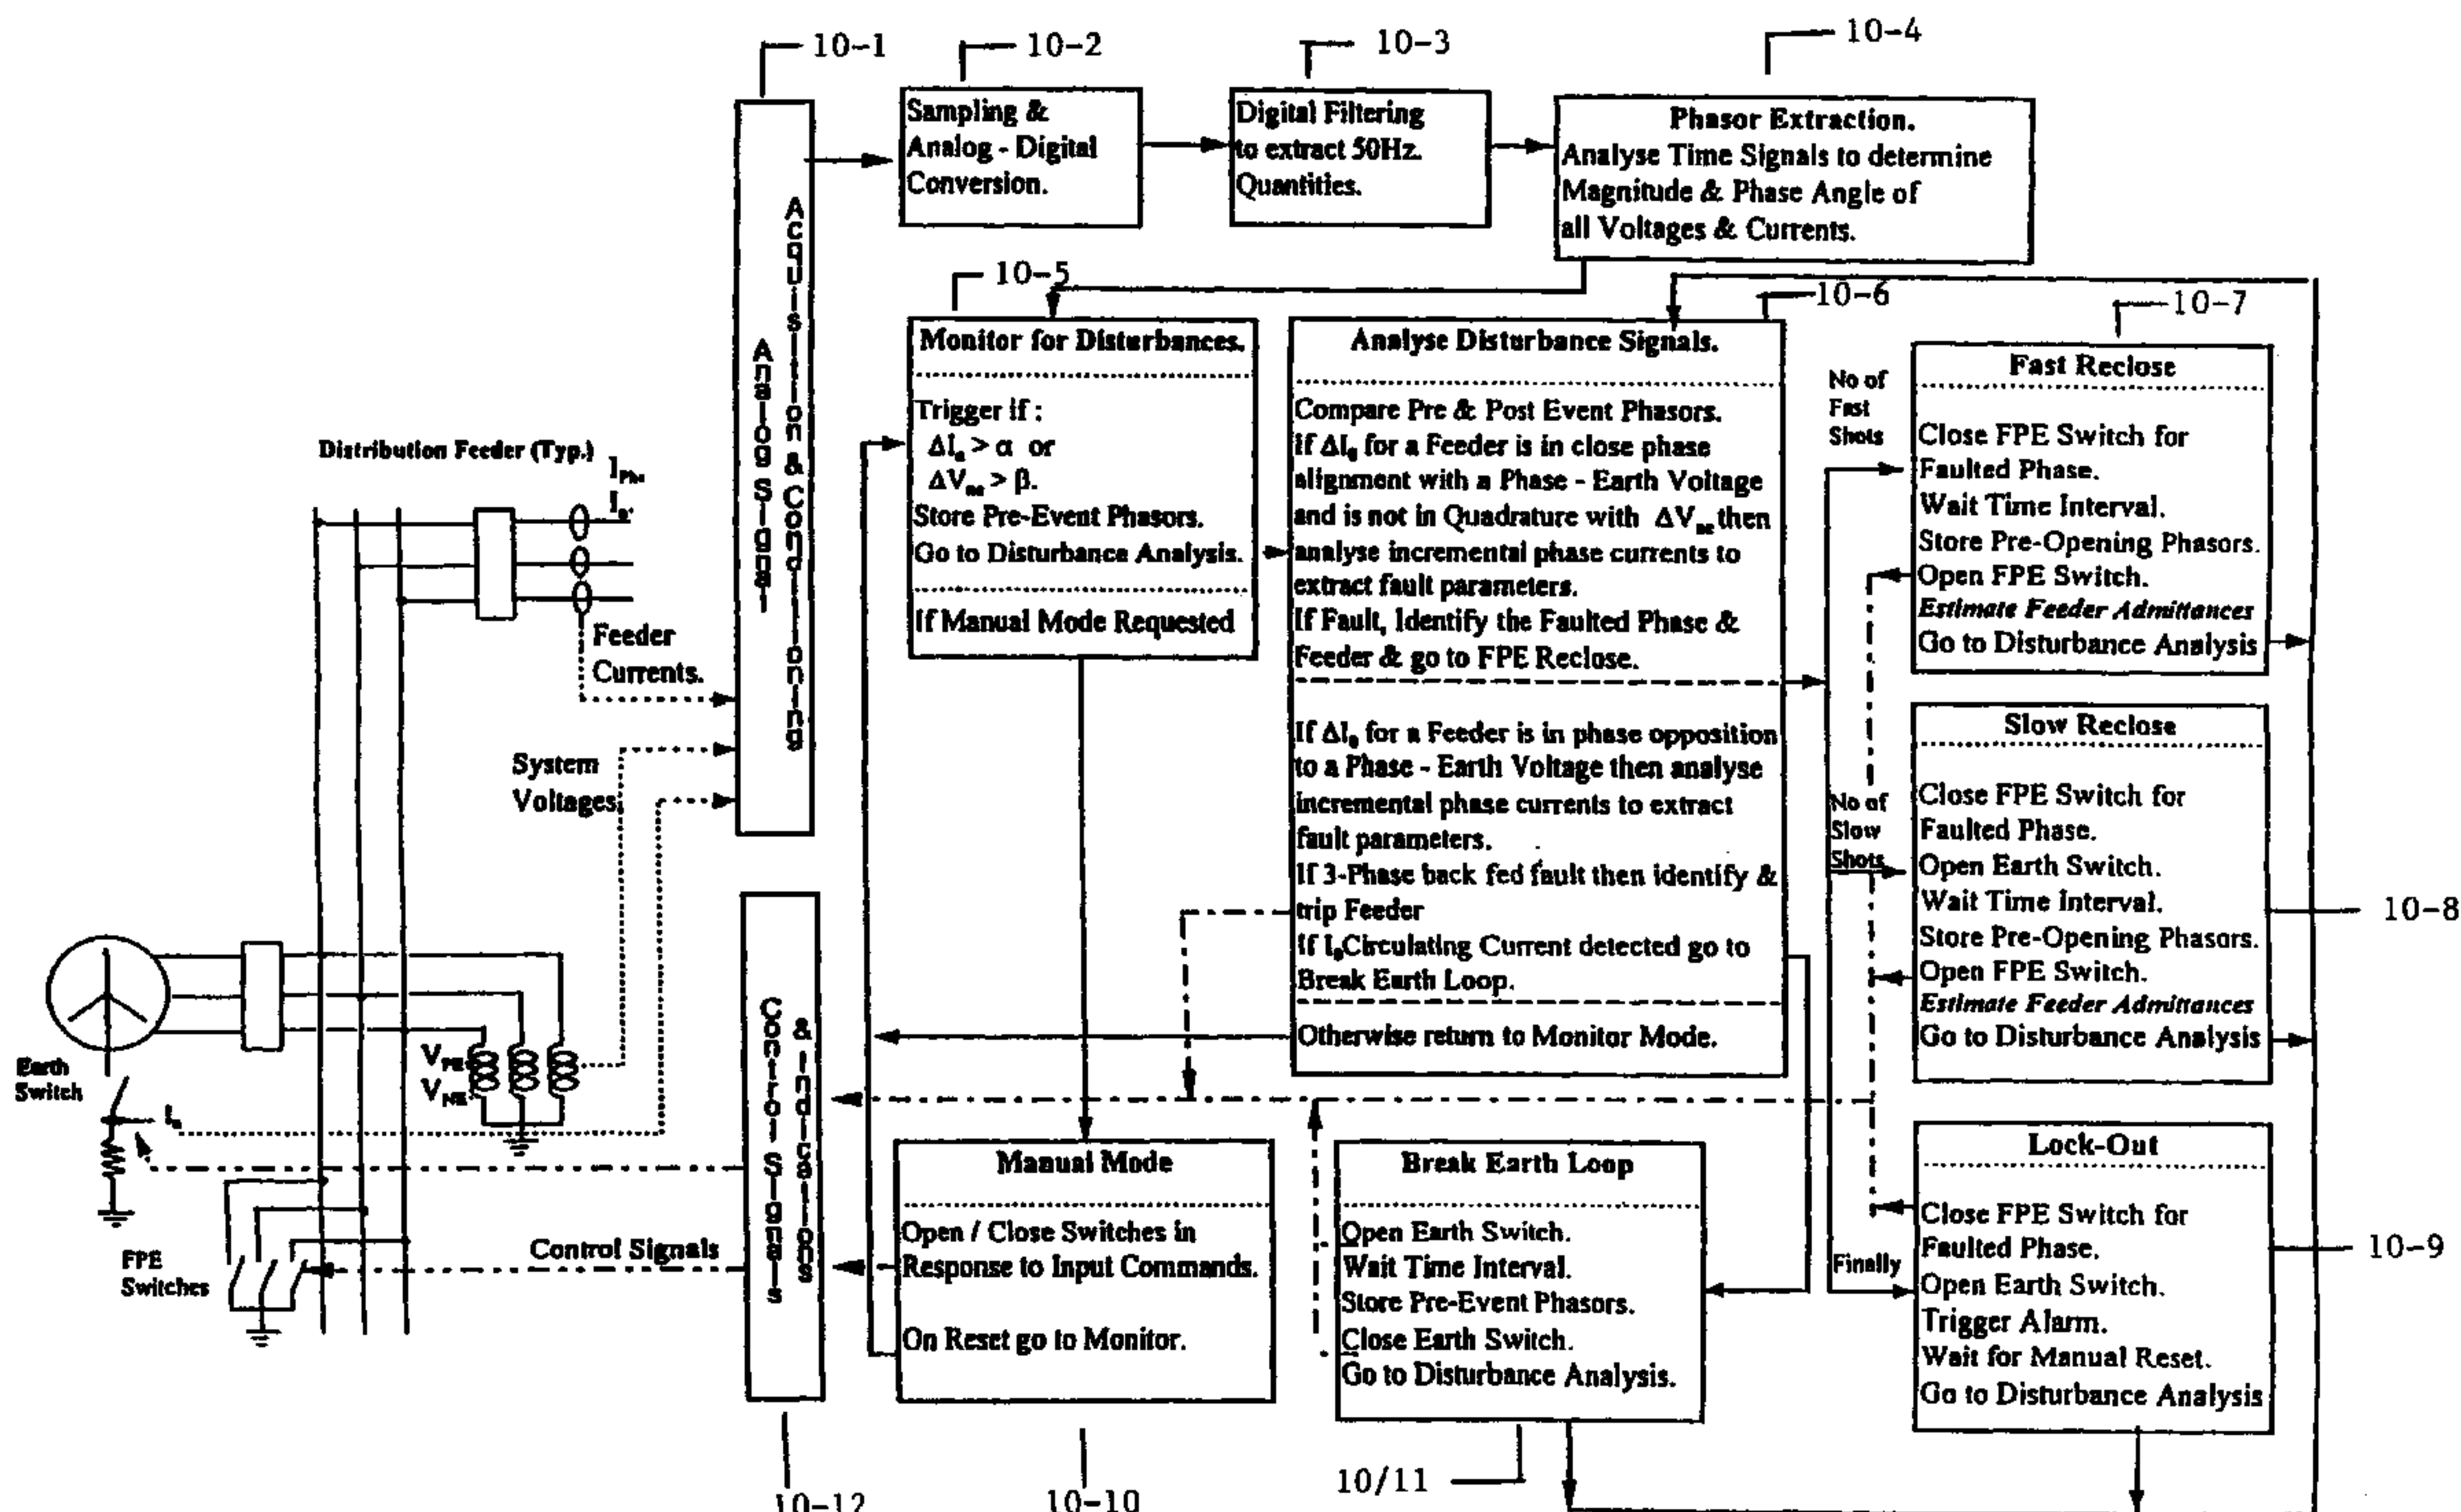 10-1
10-2
10-3
10-4
Sampling &
Analog - Digital
Conversion.
Digital Filtering
to extract 50Hz.
Quantities.
Phasor Extraction.
Analyse Time Signals to determine
Magnitude & Phase Angle of
all Voltages & Currents.
Analog Signal
Acquisition & Conditioning
10-5
Monitor for Disturbances.
Trigger if :
ΔIₙ > α or
ΔVₙₑ > β.
Store Pre-Event Phasors.
Go to Disturbance Analysis.
If Manual Mode Requested
10-6
Analyse Disturbance Signals.
Compare Pre & Post Event Phasors.
If ΔI₀ for a Feeder is in close phase
alignment with a Phase - Earth Voltage
and is not in Quadrature with ΔVₙₑ then
analyse incremental phase currents to
extract fault parameters.
If Fault, Identify the Faulted Phase &
Feeder & go to FPE Reclose.
If ΔI₀ for a Feeder is in phase opposition
to a Phase - Earth Voltage then analyse
incremental phase currents to extract
fault parameters.
If 3-Phase back fed fault then identify &
trip Feeder
If I₀ Circulating Current detected go to
Break Earth Loop.
Otherwise return to Monitor Mode.
No of
Fast
Shots
10-7
Fast Reclose
Close FPE Switch for
Faulted Phase.
Wait Time Interval.
Store Pre-Opening Phasors.
Open FPE Switch.
Estimate Feeder Admittances
Go to Disturbance Analysis
No of
Slow
Shots
Slow Reclose
Close FPE Switch for
Faulted Phase.
Open Earth Switch.
Wait Time Interval.
Store Pre-Opening Phasors.
Open FPE Switch.
Estimate Feeder Admittances
Go to Disturbance Analysis
10-8
Finally
Lock-Out
Close FPE Switch for
Faulted Phase.
Open Earth Switch.
Trigger Alarm.
Wait for Manual Reset.
Go to Disturbance Analysis
10-9
Distribution Feeder (Typ.)
I Ph.
Feeder
Currents.
System
Voltages
V PE
V NE
Earth
Switch
Iₙ
FPE
Switches
Control Signals
Control Signals
& Indications
10-12
Manual Mode
Open / Close Switches in
Response to Input Commands.
On Reset go to Monitor.
10-10
Break Earth Loop
Open Earth Switch.
Wait Time Interval.
Store Pre-Event Phasors.
Close Earth Switch.
Go to Disturbance Analysis.
10/11